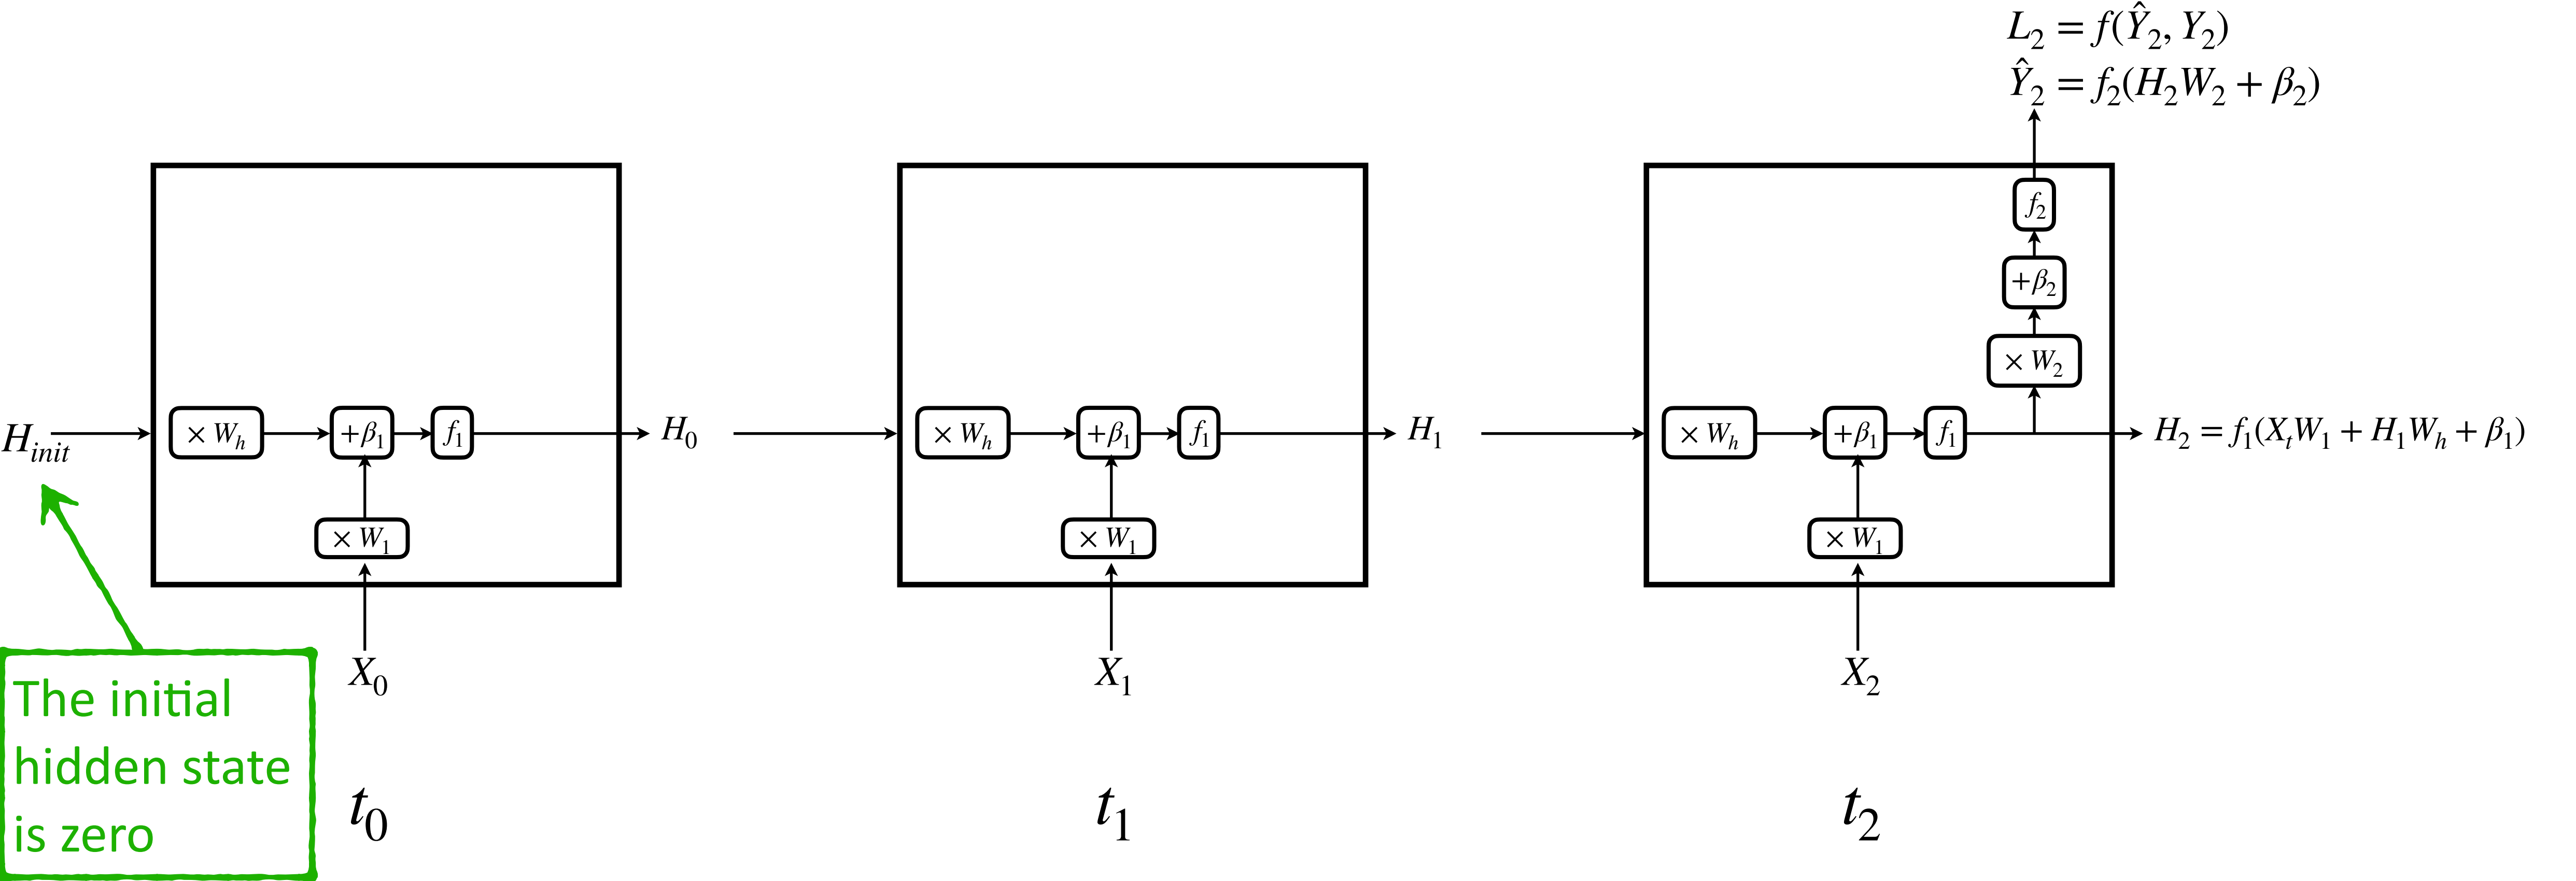 L₂ = f(Ŷ₂, Y₂)
Ŷ₂ = f₂(H₂W₂ + β₂)
f₂
+β₂
× W₂
H_init
× W_h
+β₁
f₁
H₀
× W_h
+β₁
f₁
H₁
× W_h
+β₁
f₁
H₂ = f₁(X_tW₁ + H₁W_h + β₁)
× W₁
× W₁
× W₁
X₀
X₁
X₂
The initial
hidden state
is zero
t₀
t₁
t₂